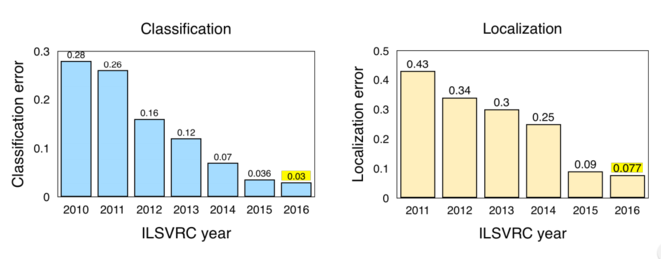 Classification
Classification error
0.3
0.2
0.1
0
0.28
0.26
0.16
0.12
0.07
0.036
0.03
2010 2011 2012 2013 2014 2015 2016
ILSVRC year
Localization
Localization error
0.5
0.4
0.3
0.2
0.1
0
0.43
0.34
0.3
0.25
0.09
0.077
2011 2012 2013 2014 2015 2016
ILSVRC year